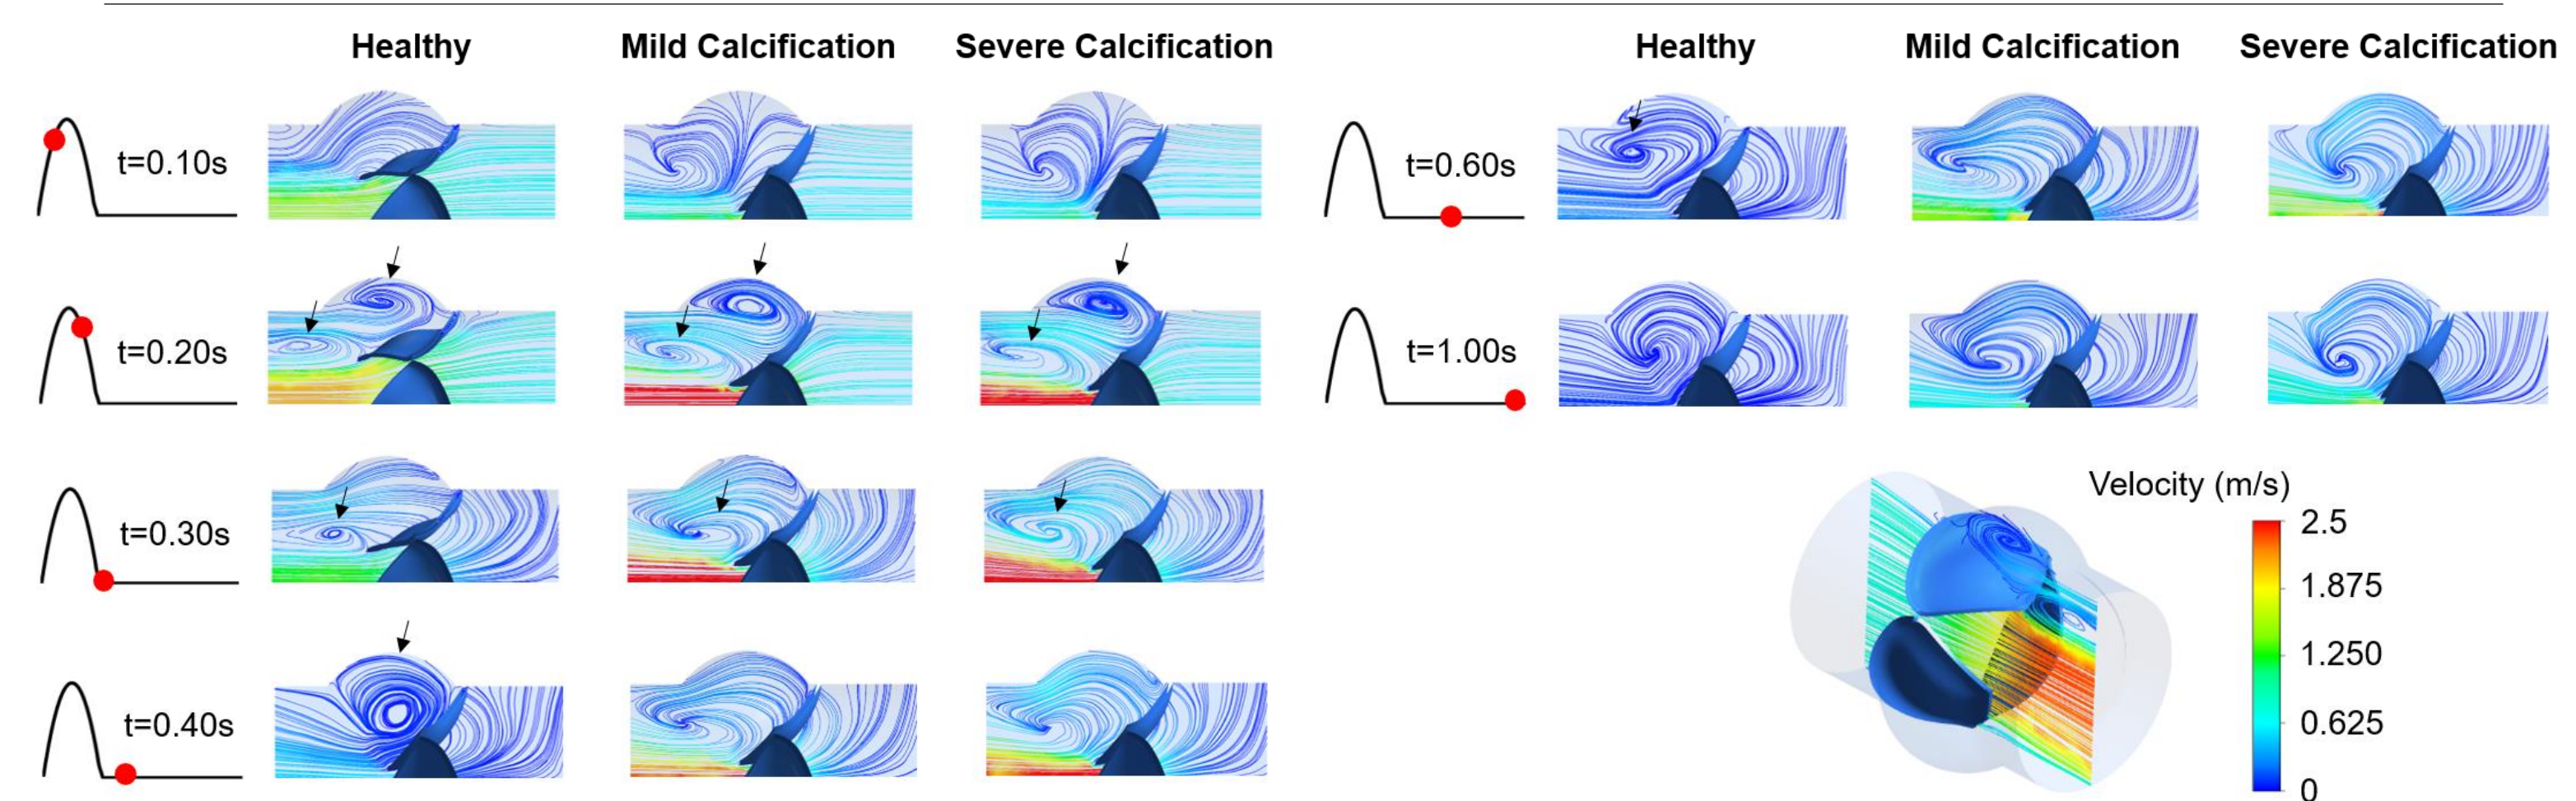 Healthy Mild Calcification Severe Calcification
t=0.10s
t=0.20s
t=0.30s
t=0.40s
Healthy Mild Calcification Severe Calcification
t=0.60s
t=1.00s
Velocity (m/s)
2.5
1.875
1.250
0.625
0